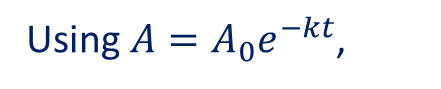 Using 𝐴 = 𝐴₀𝑒⁻ᵏᵗ,